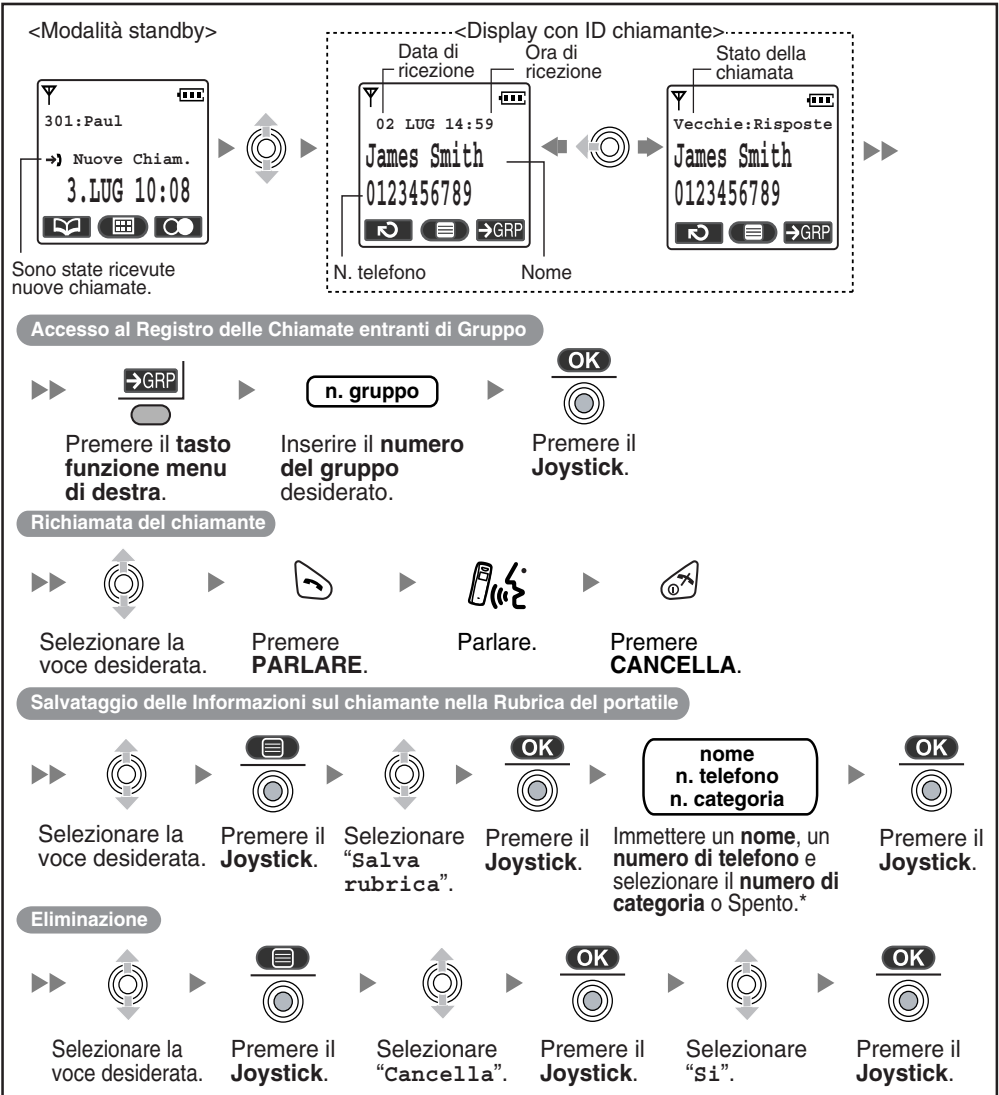 <Modalità standby>
<Display con ID chiamante>
Data di
ricezione
Ora di
ricezione
Stato della
chiamata
301:Paul
Nuove Chiam.
3.LUG 10:08
02 LUG 14:59
James Smith
0123456789
→GRP
Vecchie:Risposte
James Smith
0123456789
→GRP
Sono state ricevute
nuove chiamate.
N. telefono
Nome
Accesso al Registro delle Chiamate entranti di Gruppo
→GRP
n. gruppo
OK
Premere il tasto
funzione menu
di destra.
Inserire il numero
del gruppo
desiderato.
Premere il
Joystick.
Richiamata del chiamante
Selezionare la
voce desiderata.
Premere
PARLARE.
Parlare.
Premere
CANCELLA.
Salvataggio delle Informazioni sul chiamante nella Rubrica del portatile
OK
nome
n. telefono
n. categoria
OK
Selezionare la
voce desiderata.
Premere il
Joystick.
Selezionare
“Salva
rubrica”.
Premere il
Joystick.
Immettere un nome, un
numero di telefono e
selezionare il numero di
categoria o Spento.*
Premere il
Joystick.
Eliminazione
OK
OK
Selezionare la
voce desiderata.
Premere il
Joystick.
Selezionare
“Cancella”.
Premere il
Joystick.
Selezionare
“Si”.
Premere il
Joystick.